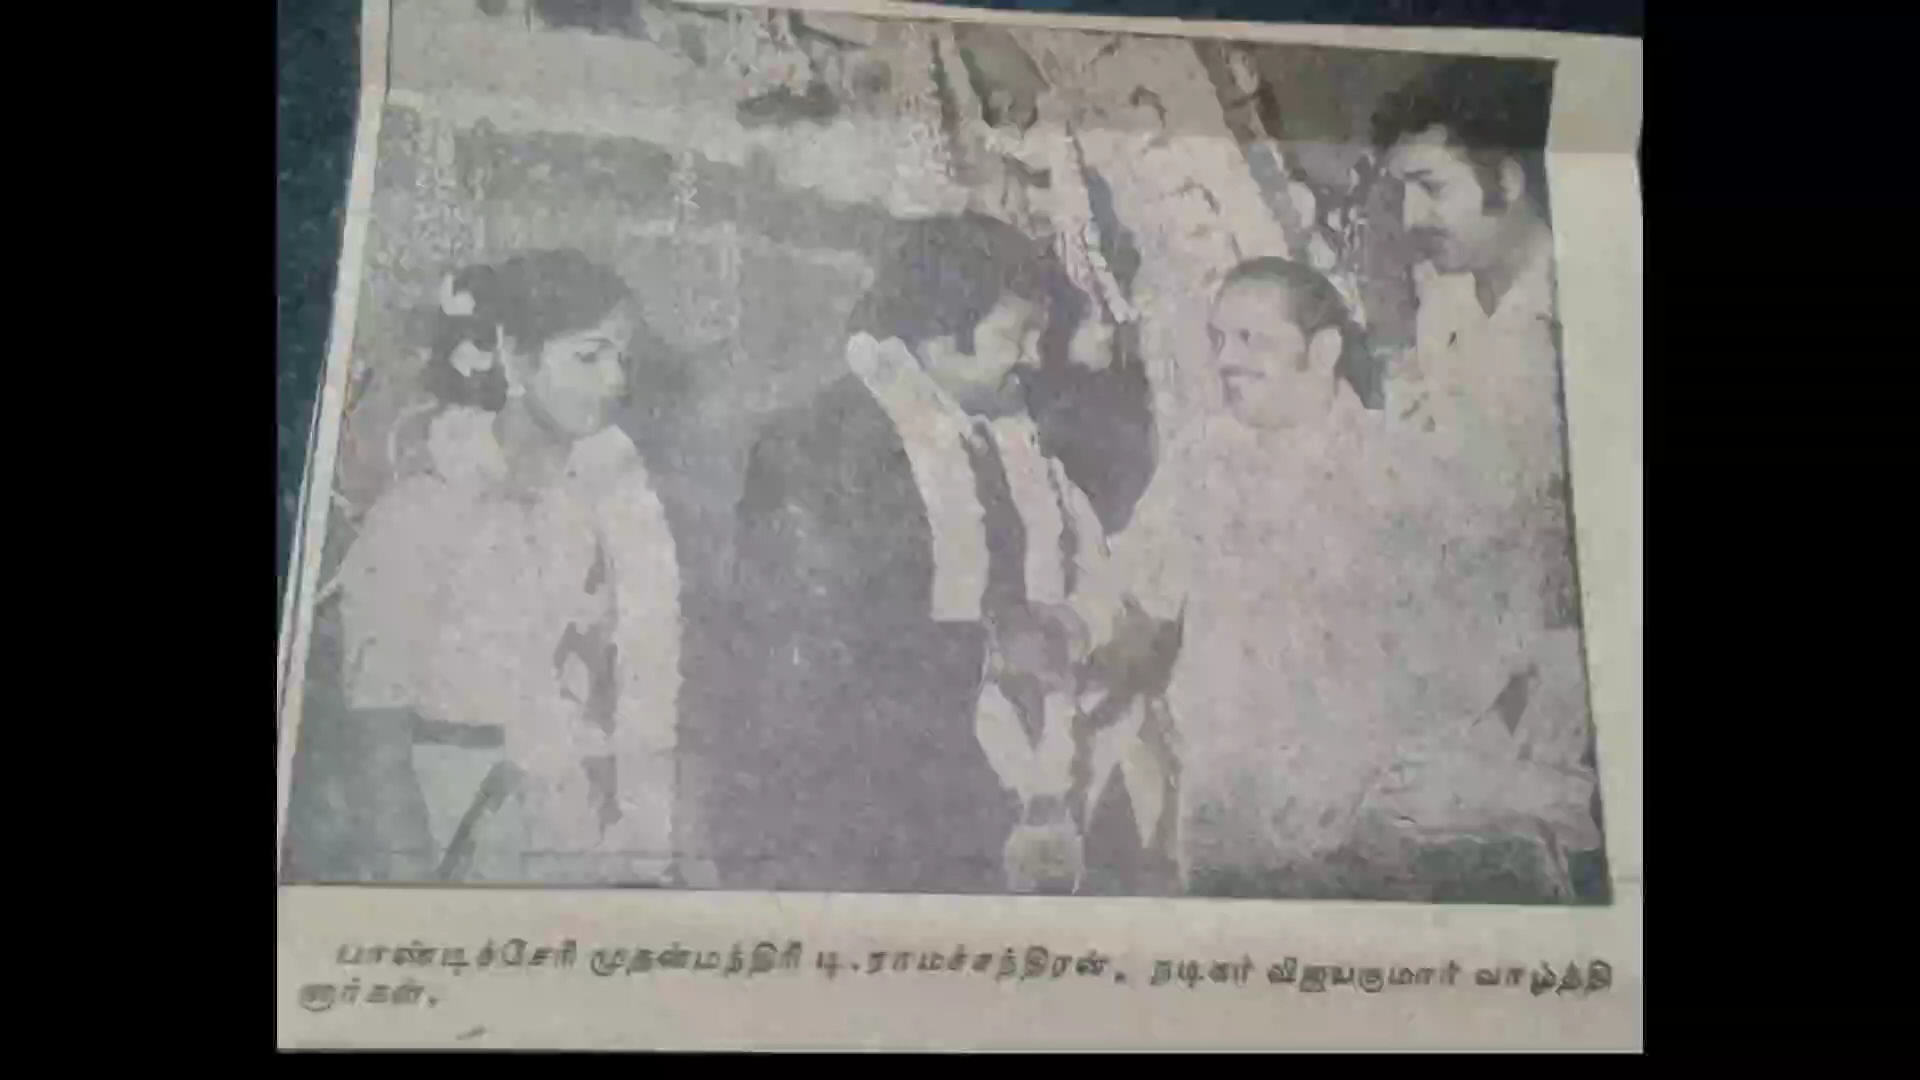 பாண்டிச்சேரி முதன்மந்திரி டி.ராமச்சந்திரன், நடிகர் விஜயகுமார் வாழ்த்தி
னார்கள்.